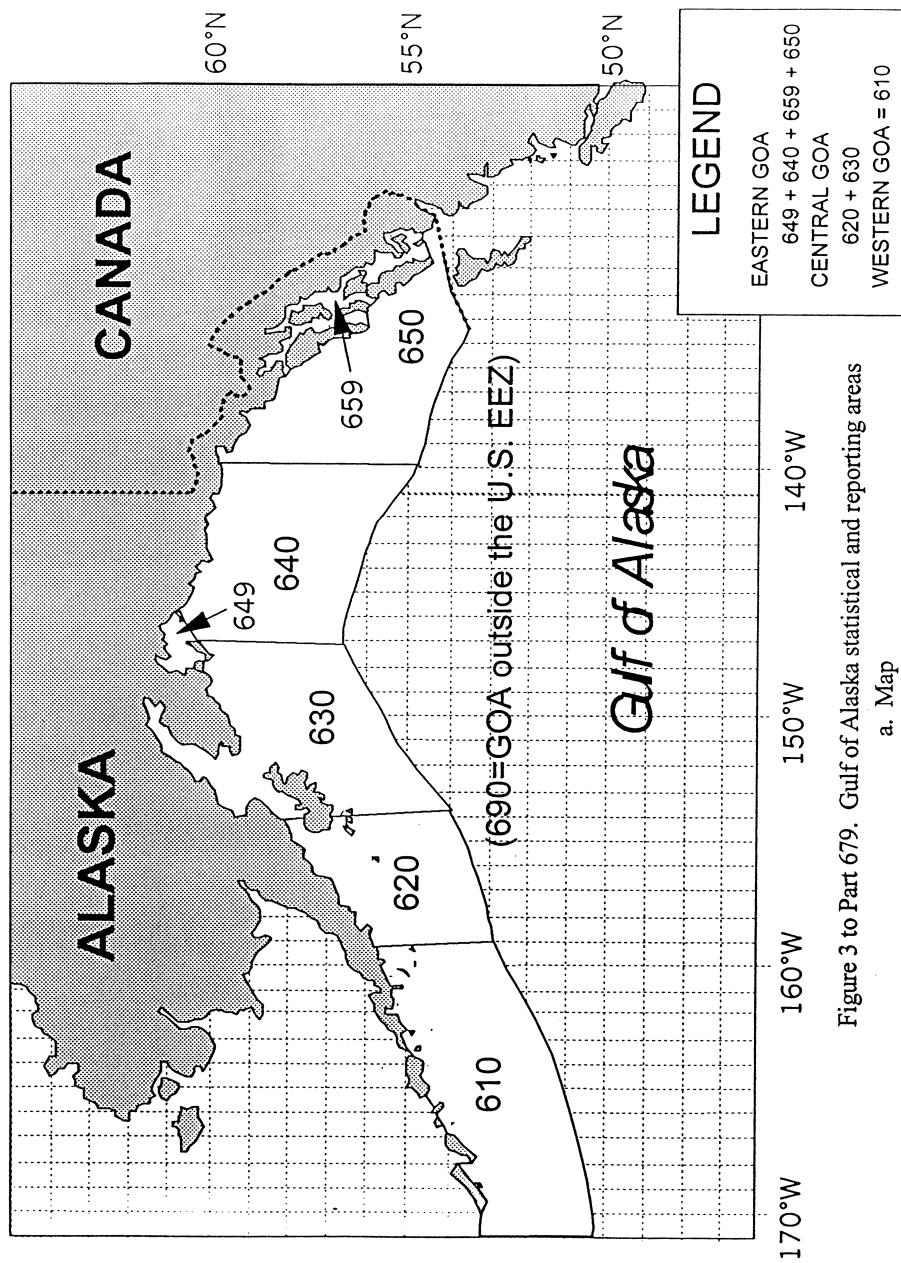 ALASKA
CANADA
60°N
55°N
50°N
649
640
630
620
610
659
650
(690=GOA outside the U.S. EEZ)
Gulf of Alaska
170°W
160°W
150°W
140°W
LEGEND
EASTERN GOA
649 + 640 + 659 + 650
CENTRAL GOA
620 + 630
WESTERN GOA = 610
Figure 3 to Part 679. Gulf of Alaska statistical and reporting areas
a. Map